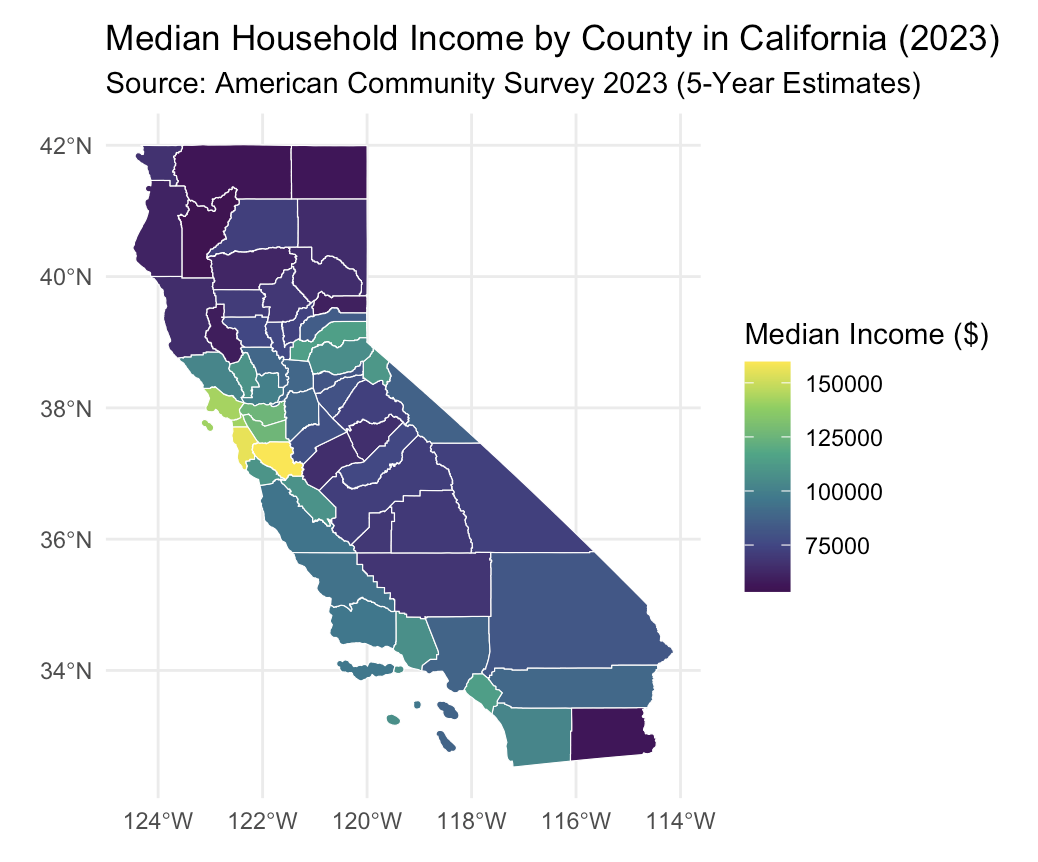 Median Household Income by County in California (2023)
Source: American Community Survey 2023 (5-Year Estimates)
42°N
40°N
38°N
36°N
34°N
124°W 122°W 120°W 118°W 116°W 114°W
Median Income ($)
150000
125000
100000
75000